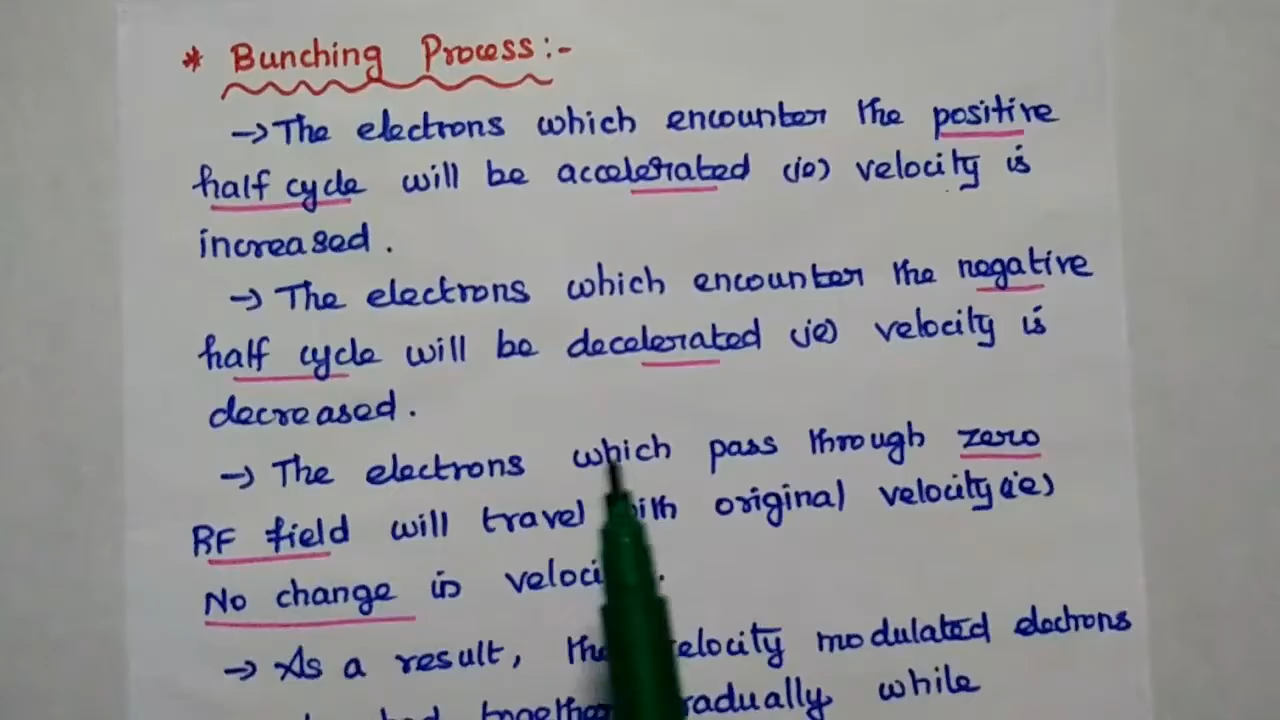 * Bunching Process:-
→ The electrons which encounter the positive
half cycle will be accelerated (ie) velocity is
increased.
→ The electrons which encounter the negative
half cycle will be decelerated (ie) velocity is
decreased.
→ The electrons which pass through zero
RF field will travel with original velocity (ie)
No change in
→ As a result, the velocity modulated electrons
together gradually while